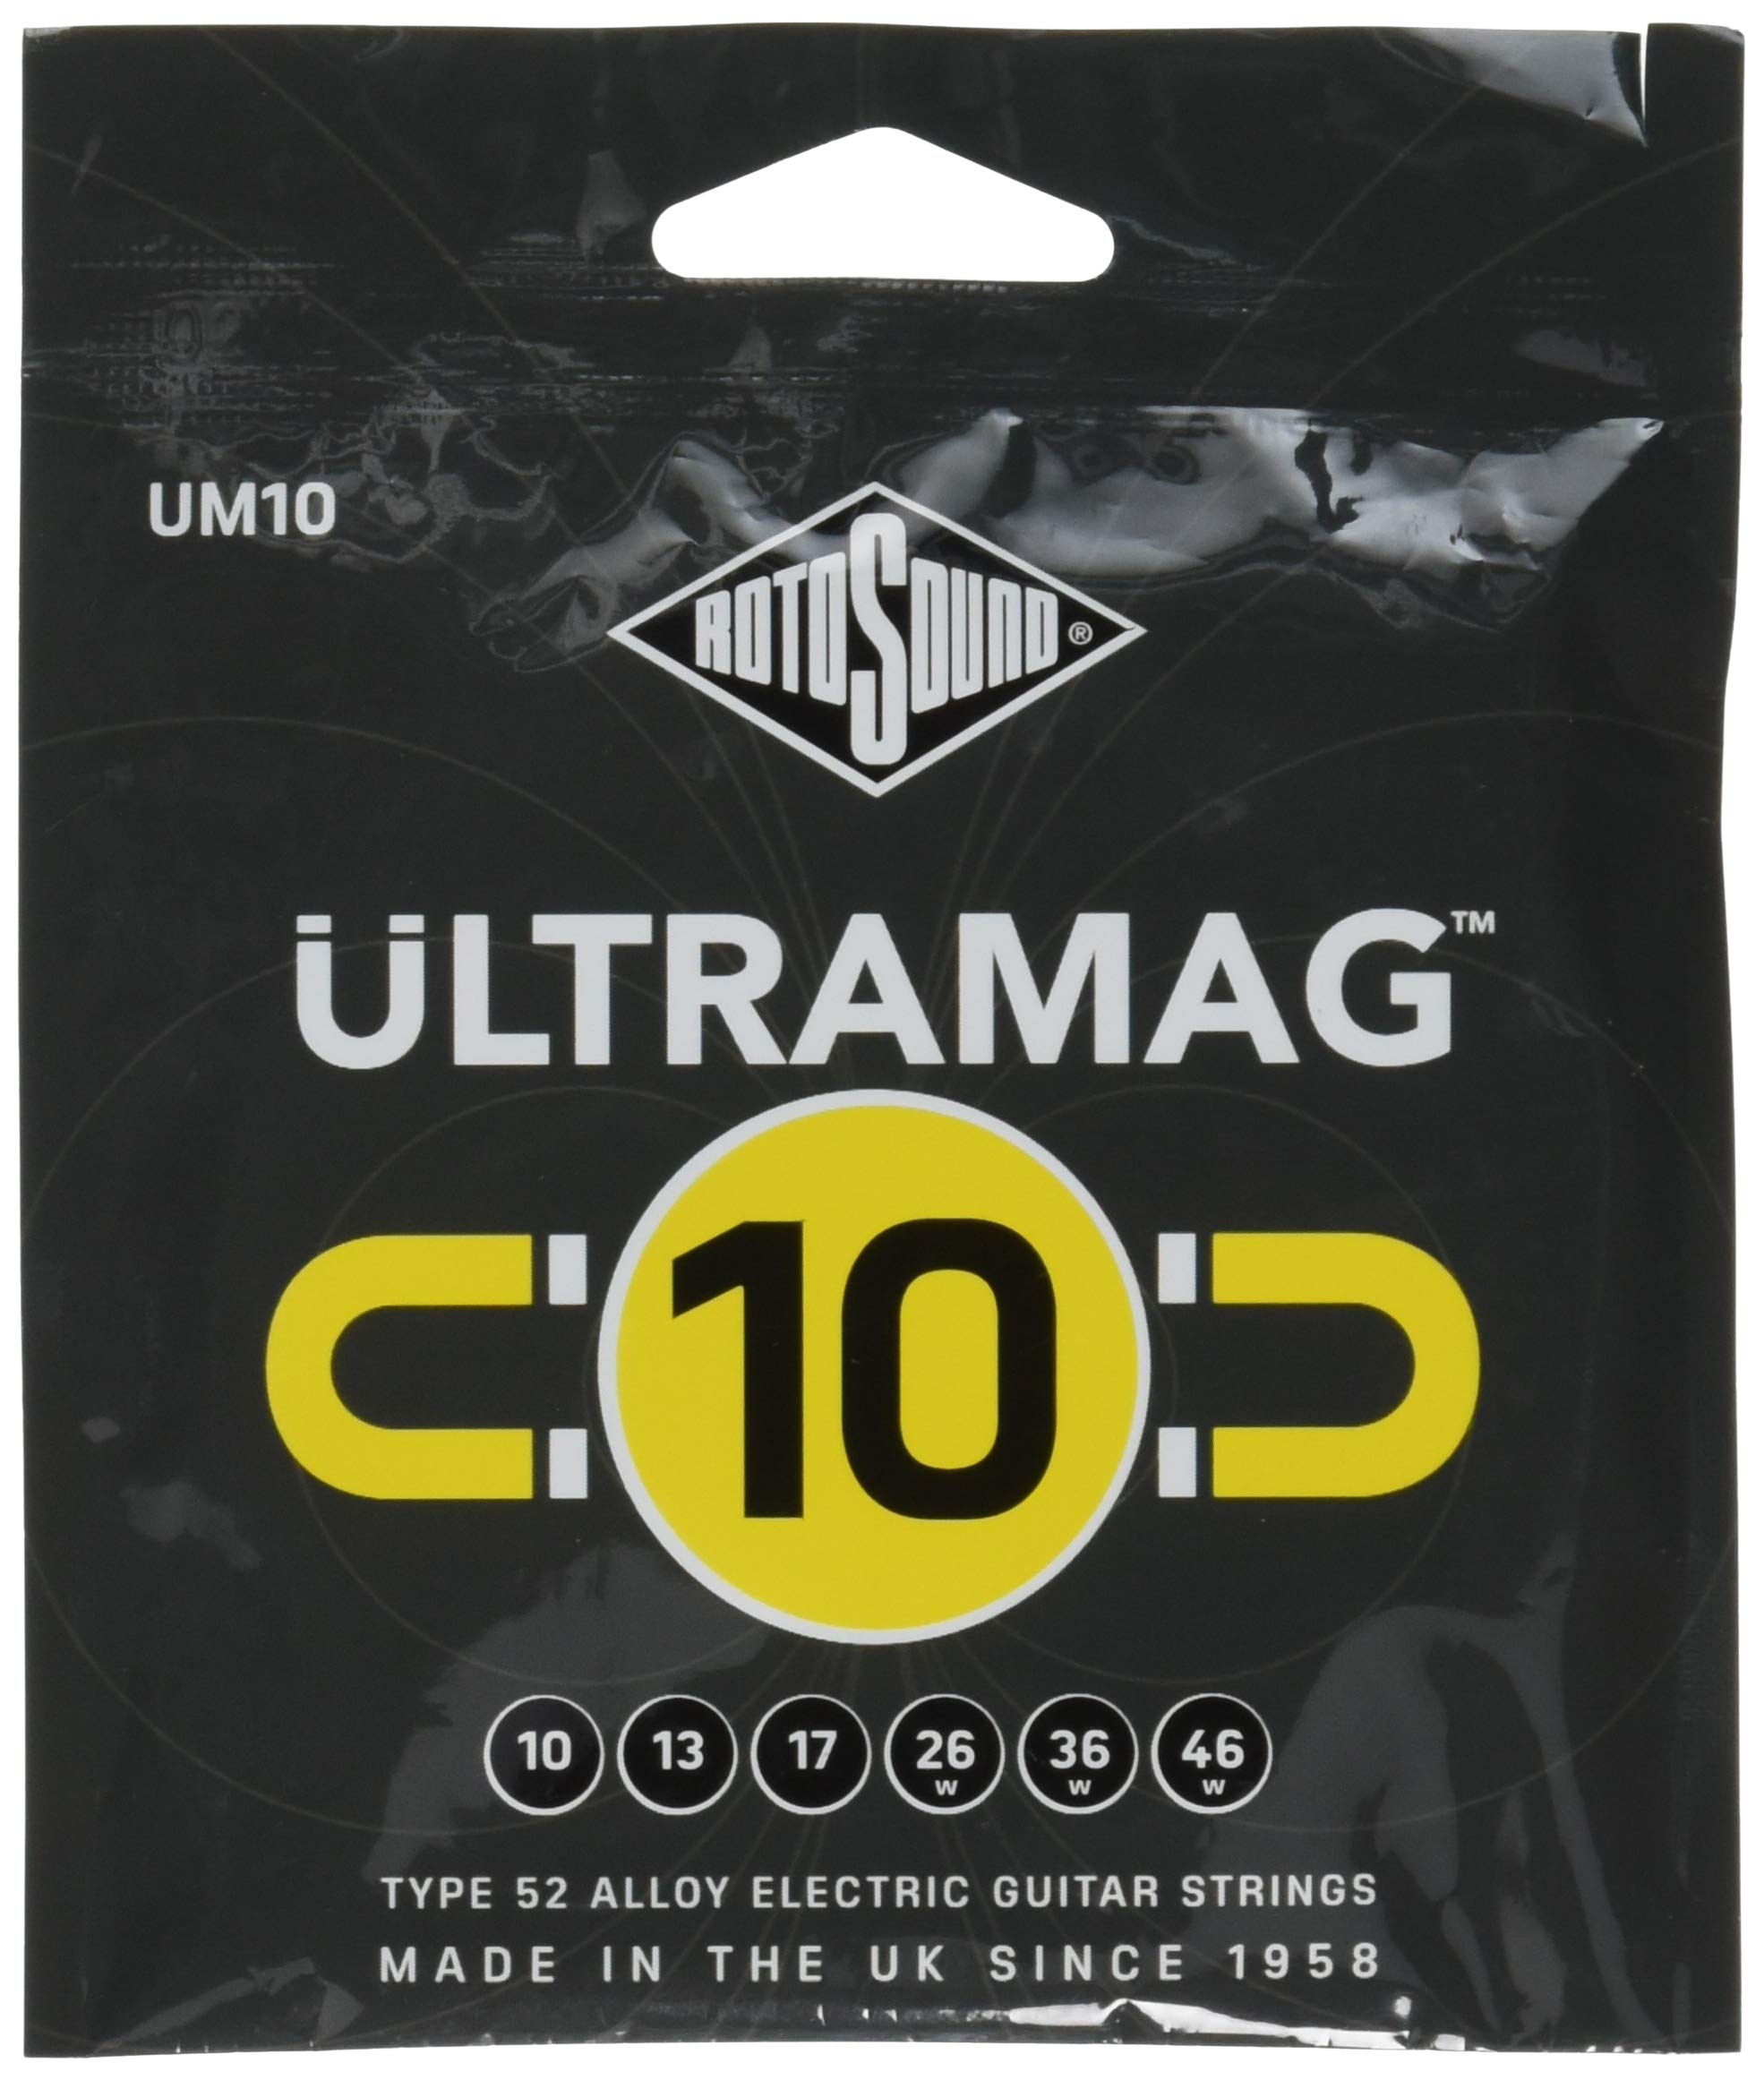 UM10
ROTOSOUND®
ÜLTRAMAG™
10
10 13 17 26 w 36 w 46 w
TYPE 52 ALLOY ELECTRIC GUITAR STRINGS
MADE IN THE UK SINCE 1958